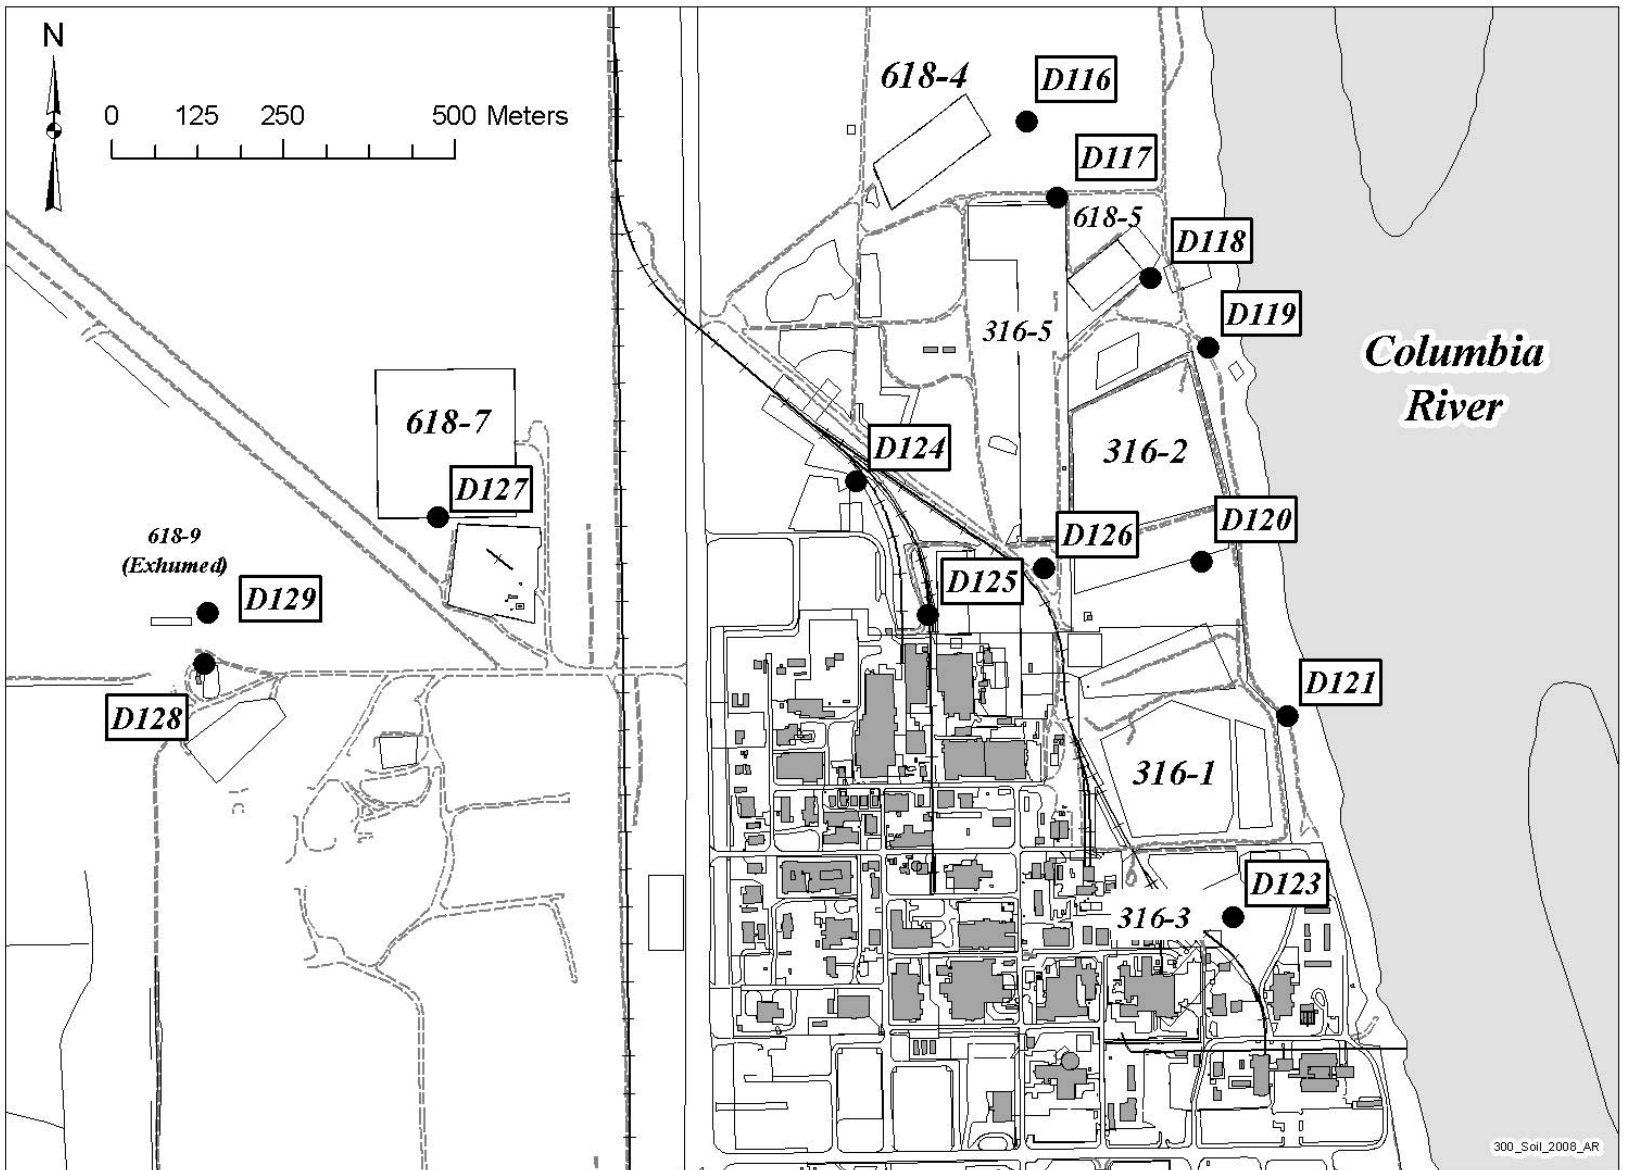 N
0 125 250 500 Meters
618-4
D116
D117
618-5
D118
D119
316-5
Columbia
River
618-7
D124
316-2
D127
D120
D126
618-9
(Exhumed)
D125
D129
D121
D128
316-1
D123
316-3
300_Soil_2008_AR